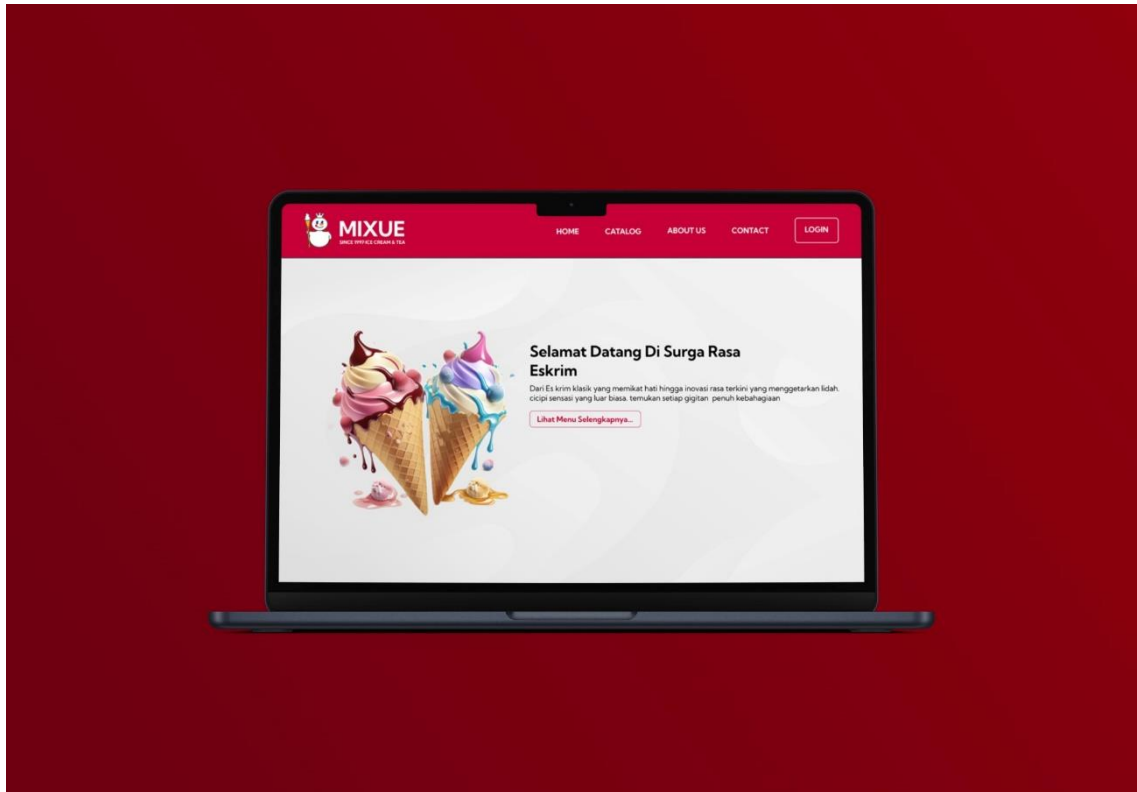 MIXUE
SINCE 1997 ICE CREAM & TEA
HOME CATALOG ABOUT US CONTACT LOGIN
Selamat Datang Di Surga Rasa
Eskrim
Dari Es krim klasik yang memikat hati hingga inovasi rasa terkini yang menggetarkan lidah.
cicipi sensasi yang luar biasa. temukan setiap gigitan penuh kebahagiaan
Lihat Menu Selengkapnya...